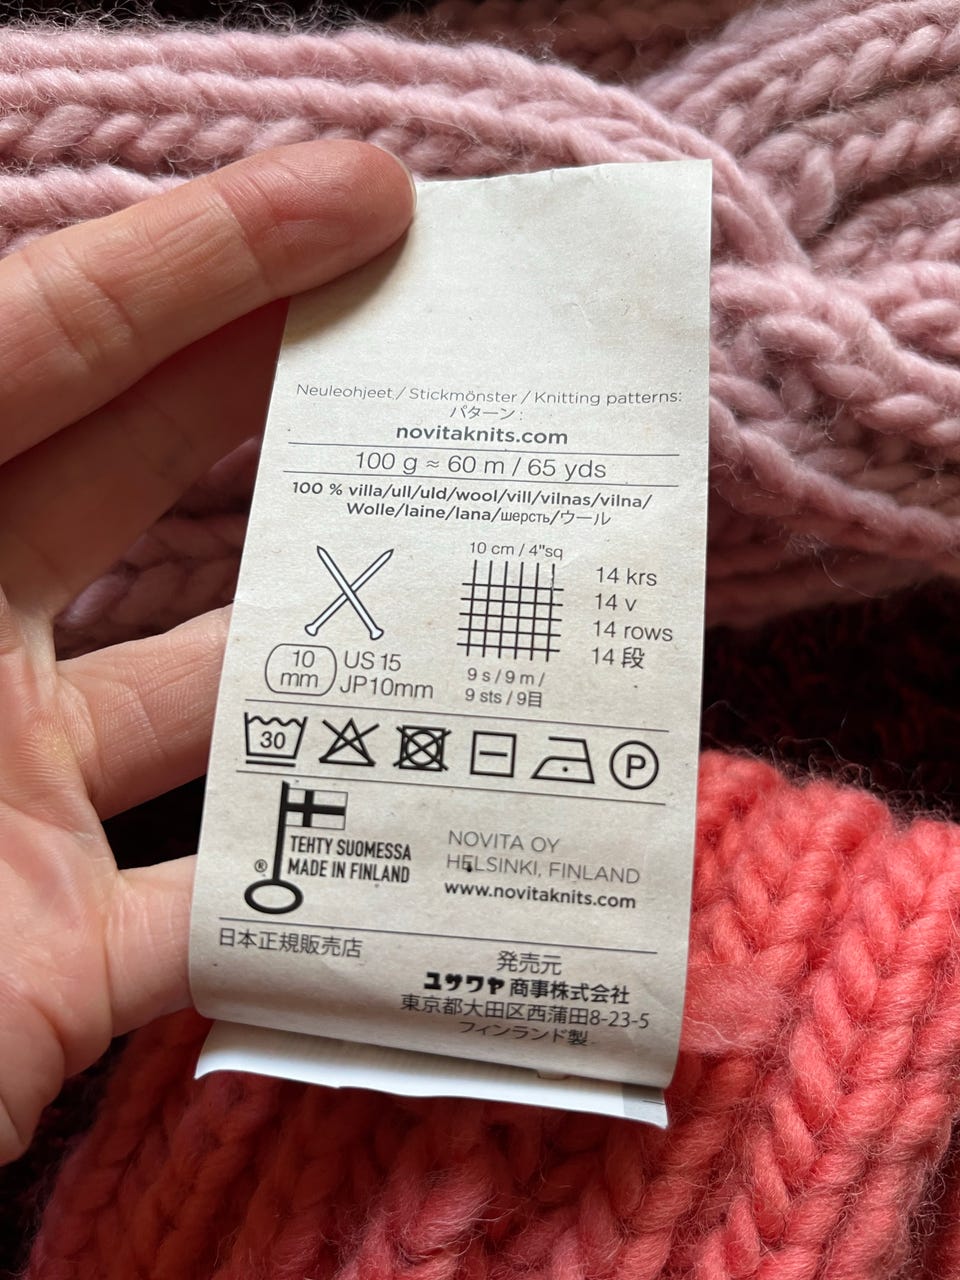 Neuleohjeet / Stickmönster / Knitting patterns:
パターン:
novitaknits.com
100 g ≈ 60 m / 65 yds
100 % villa/ull/uld/wool/vill/vilnas/vilna/
Wolle/laine/lana/шерсть/ウール
10 cm / 4"sq
14 krs
14 v
14 rows
14 段
10
mm
US 15
JP10mm
9 s / 9 m /
9 sts / 9目
30
P
TEHTY SUOMESSA
® MADE IN FINLAND
NOVITA OY
HELSINKI, FINLAND
www.novitaknits.com
日本正規販売店
発売元
ユザワヤ 商事株式会社
東京都大田区西蒲田8-23-5
フィンランド製